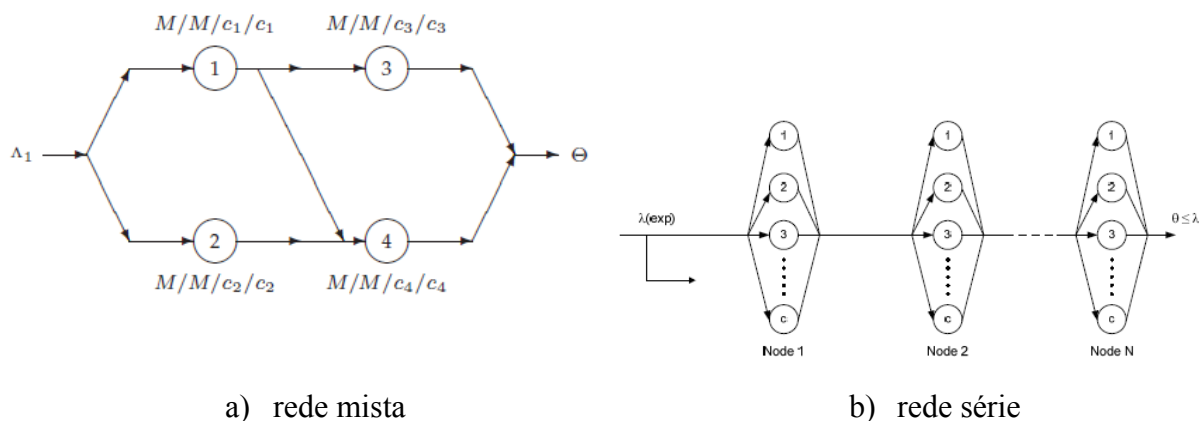 M/M/c₁/c₁ M/M/c₃/c₃
1 3
Λ₁ Θ
2 4
M/M/c₂/c₂ M/M/c₄/c₄
1 1 1
2 2 2
λ(exp) θ ≤ λ
3 3 3
c c c
Node 1 Node 2 Node N
a) rede mista b) rede série